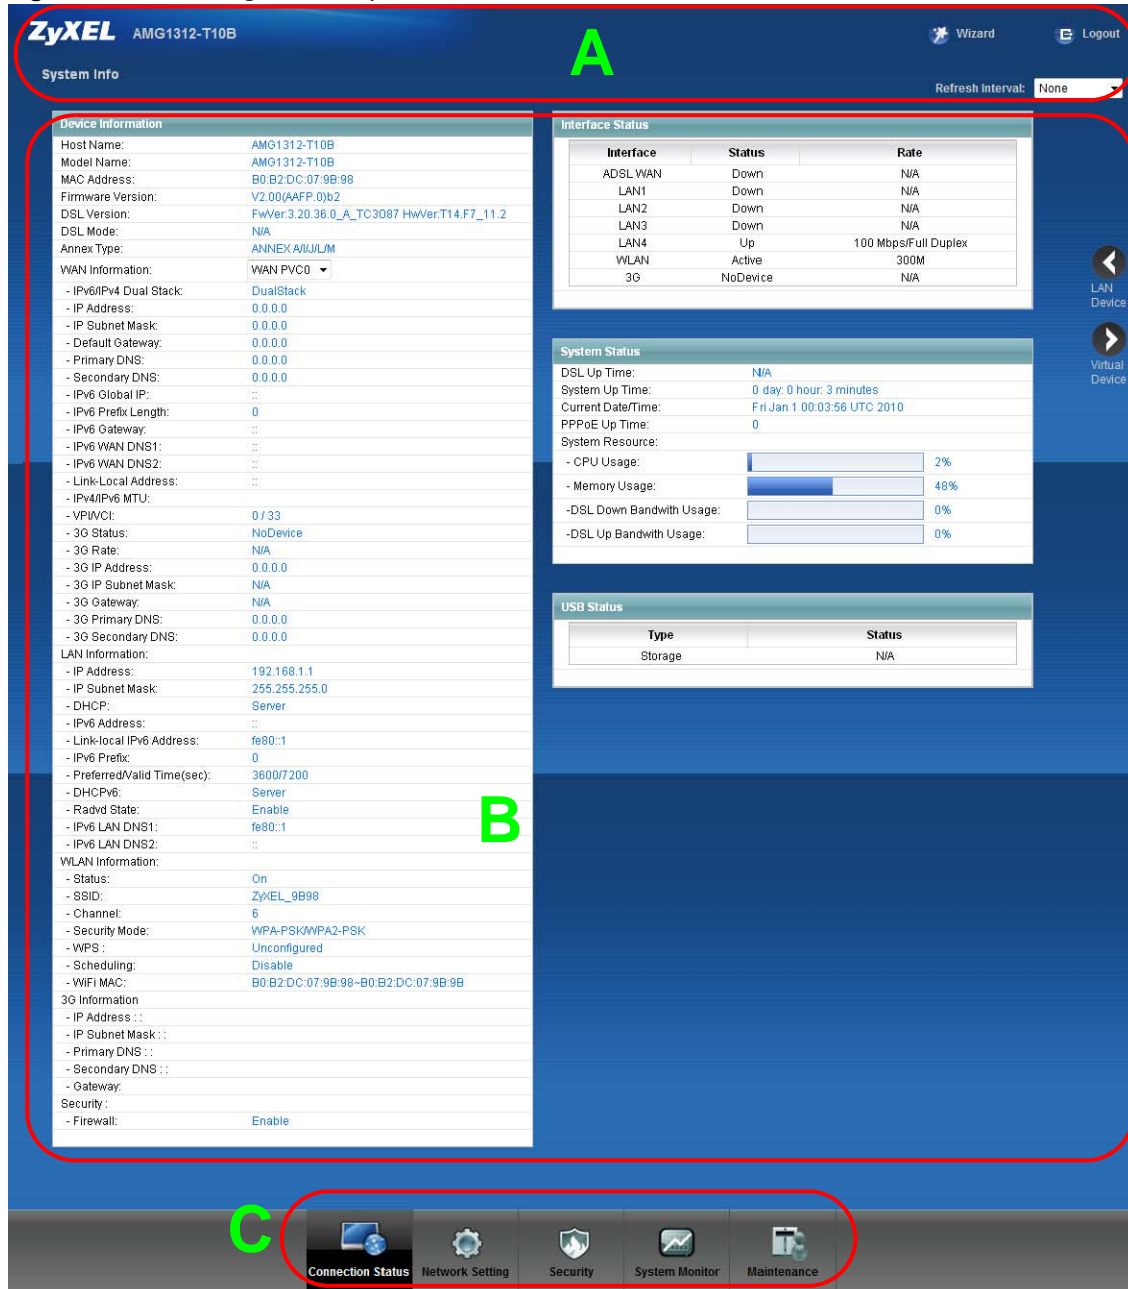 ZyXEL AMG1312-T10B
Wizard
Logout
A
System Info
Refresh Interval: None
Device Information
Host Name: AMG1312-T10B
Model Name: AMG1312-T10B
MAC Address: B0:B2:DC:07:9B:98
Firmware Version: V2.00(AAFP.0)b2
DSL Version: FwVer:3.20.36.0_A_TC3087 HwVer:T14.F7_11.2
DSL Mode: N/A
Annex Type: ANNEX A/I/J/L/M
WAN Information: WAN PVC0
- IPv6/IPv4 Dual Stack: DualStack
- IP Address: 0.0.0.0
- IP Subnet Mask: 0.0.0.0
- Default Gateway: 0.0.0.0
- Primary DNS: 0.0.0.0
- Secondary DNS: 0.0.0.0
- IPv6 Global IP: ::
- IPv6 Prefix Length: 0
- IPv6 Gateway: ::
- IPv6 WAN DNS1: ::
- IPv6 WAN DNS2: ::
- Link-Local Address: ::
- IPv4/IPv6 MTU:
- VPI/VCI: 0 / 33
- 3G Status: NoDevice
- 3G Rate: N/A
- 3G IP Address: 0.0.0.0
- 3G IP Subnet Mask: N/A
- 3G Gateway: N/A
- 3G Primary DNS: 0.0.0.0
- 3G Secondary DNS: 0.0.0.0
LAN Information:
- IP Address: 192.168.1.1
- IP Subnet Mask: 255.255.255.0
- DHCP: Server
- IPv6 Address: ::
- Link-local IPv6 Address: fe80::1
- IPv6 Prefix: 0
- Preferred/Valid Time(sec): 3600/7200
- DHCPv6: Server
- Radvd State: Enable
- IPv6 LAN DNS1: fe80::1
- IPv6 LAN DNS2: ::
WLAN Information:
- Status: On
- SSID: ZyXEL_9B98
- Channel: 6
- Security Mode: WPA-PSK/WPA2-PSK
- WPS : Unconfigured
- Scheduling: Disable
- WiFi MAC: B0:B2:DC:07:9B:98~B0:B2:DC:07:9B:9B
3G Information
- IP Address : :
- IP Subnet Mask : :
- Primary DNS : :
- Secondary DNS : :
- Gateway:
Security :
- Firewall: Enable
B
Interface Status
Interface Status Rate
ADSL WAN Down N/A
LAN1 Down N/A
LAN2 Down N/A
LAN3 Down N/A
LAN4 Up 100 Mbps/Full Duplex
WLAN Active 300M
3G NoDevice N/A
System Status
DSL Up Time: N/A
System Up Time: 0 day: 0 hour: 3 minutes
Current Date/Time: Fri Jan 1 00:03:56 UTC 2010
PPPoE Up Time: 0
System Resource:
- CPU Usage: 2%
- Memory Usage: 48%
-DSL Down Bandwith Usage: 0%
-DSL Up Bandwith Usage: 0%
USB Status
Type Status
Storage N/A
LAN
Device
Virtual
Device
C
Connection Status
Network Setting
Security
System Monitor
Maintenance